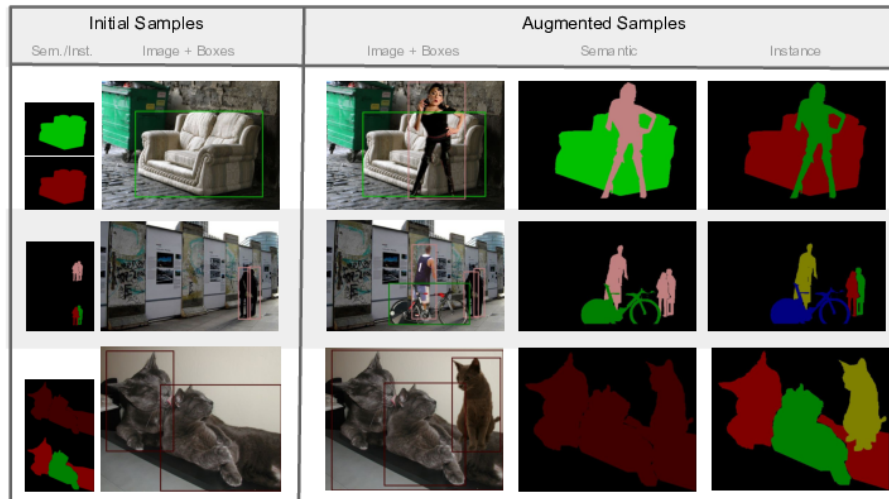 Initial Samples
Augmented Samples
Sem./Inst.
Image + Boxes
Image + Boxes
Semantic
Instance